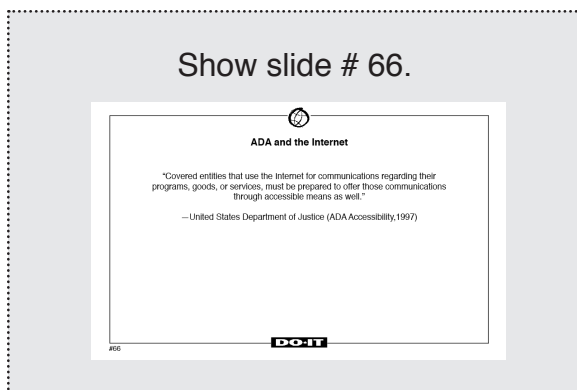 Show slide # 66.
ADA and the Internet
“Covered entities that use the Internet for communications regarding their
programs, goods, or services, must be prepared to offer those communications
through accessible means as well.”
—United States Department of Justice (ADA Accessibility,1997)
DO-IT
#66